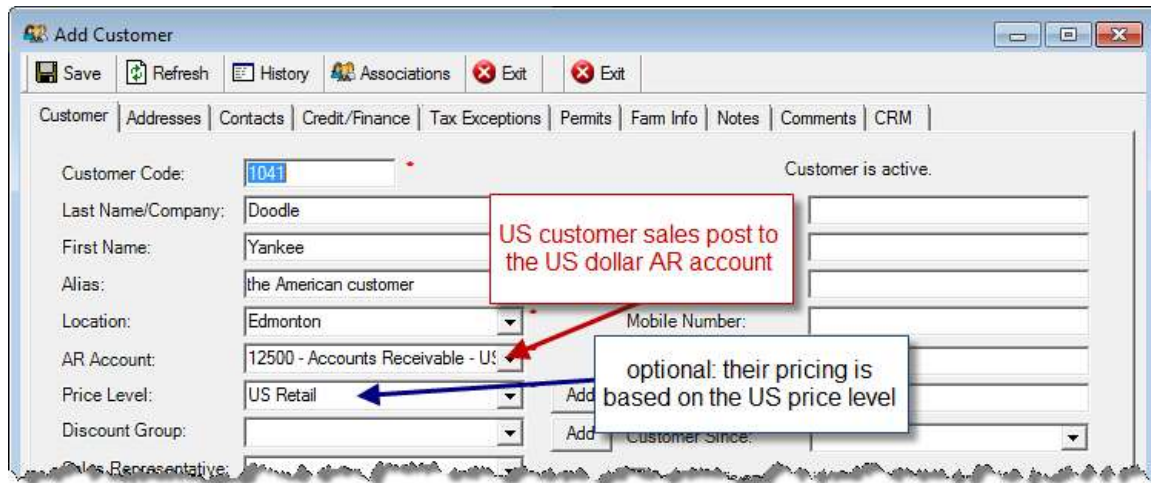 Add Customer
Save Refresh History Associations Exit Exit
Customer Addresses Contacts Credit/Finance Tax Exceptions Permits Farm Info Notes Comments CRM
Customer Code: 1041 * Customer is active.
Last Name/Company: Doodle
First Name: Yankee
US customer sales post to
the US dollar AR account
Alias: the American customer
Location: Edmonton * Mobile Number:
AR Account: 12500 - Accounts Receivable - US
optional: their pricing is
based on the US price level
Price Level: US Retail Add
Discount Group: Add Customer Since:
Sales Representative: